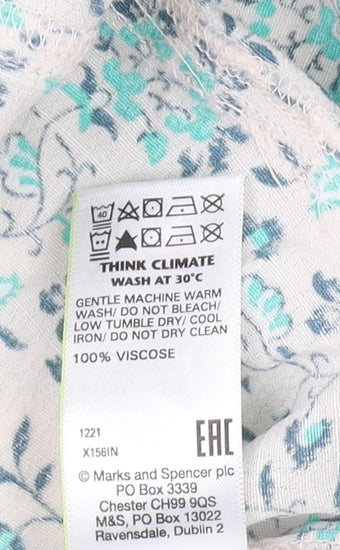 40
THINK CLIMATE
WASH AT 30°C
GENTLE MACHINE WARM
WASH/ DO NOT BLEACH/
LOW TUMBLE DRY/ COOL
IRON/ DO NOT DRY CLEAN
100% VISCOSE
1221
X156IN
EAC
© Marks and Spencer plc
PO Box 3339
Chester CH99 9QS
M&S, PO Box 13022
Ravensdale, Dublin 2